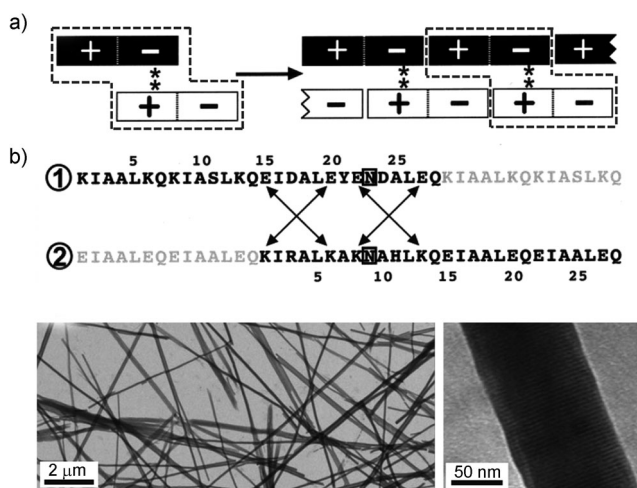 a)
+ - + - + - +
** ** **
+ - - + - + -
b)
5 10 15 20 25
1 KIAALKQKIASLKQEIDALEYENDALEQKIAALKQKIASLKQ
2 EIAALEQEIAALEQKIRALKAKNAHLKQEIAALEQEIAALEQ
5 10 15 20 25
2 μm
50 nm